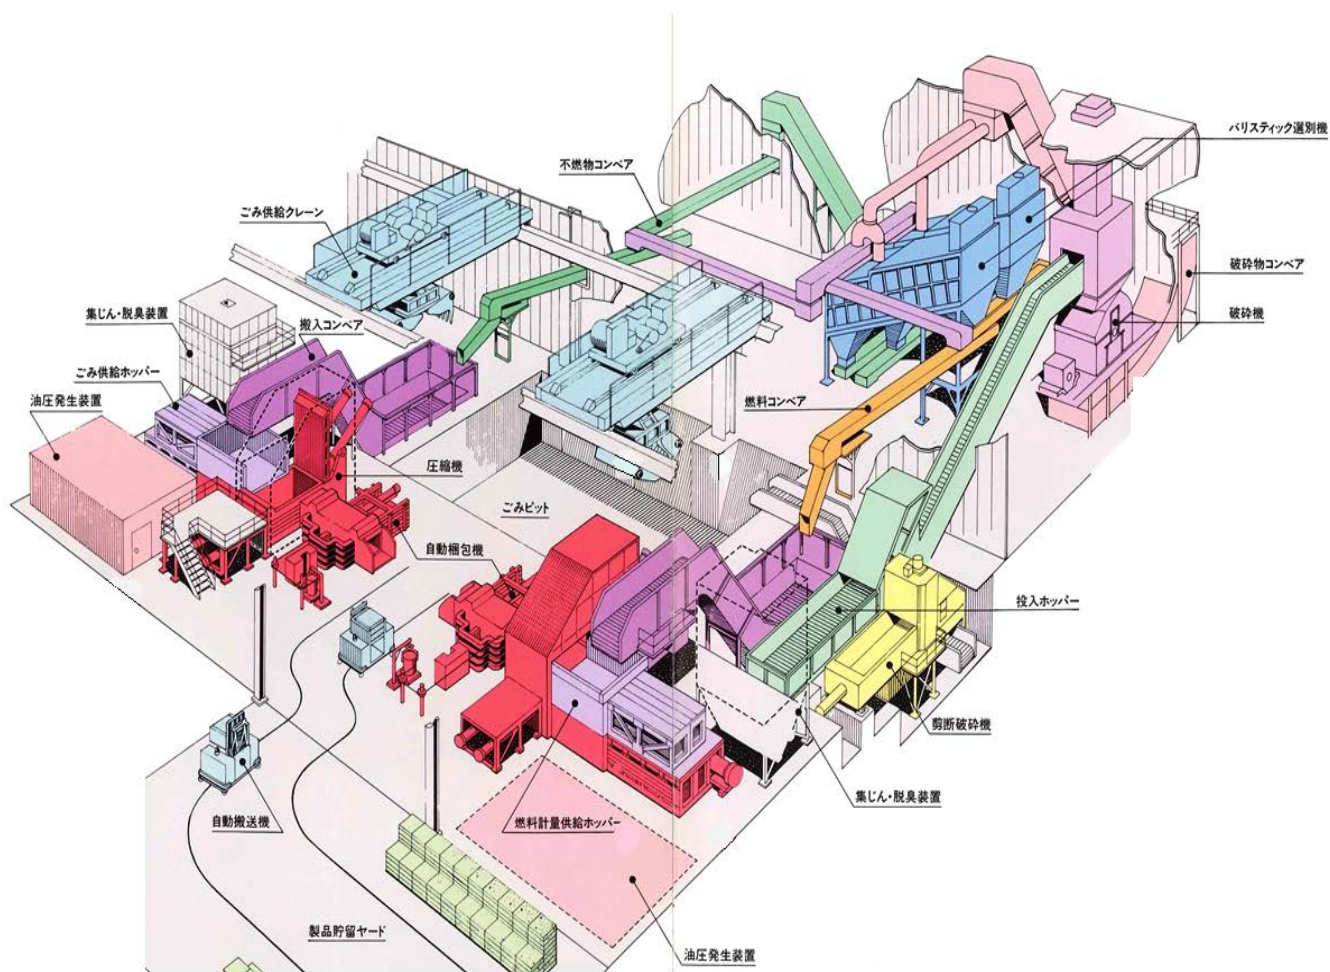 バリスティック選別機
不燃物コンベア
ごみ供給クレーン
破砕物コンベア
集じん・脱臭装置
搬入コンベア
破砕機
ごみ供給ホッパー
油圧発生装置
燃料コンベア
圧縮機
ごみピット
自動梱包機
投入ホッパー
剪断破砕機
集じん・脱臭装置
自動搬送機
燃料計量供給ホッパー
製品貯留ヤード
油圧発生装置